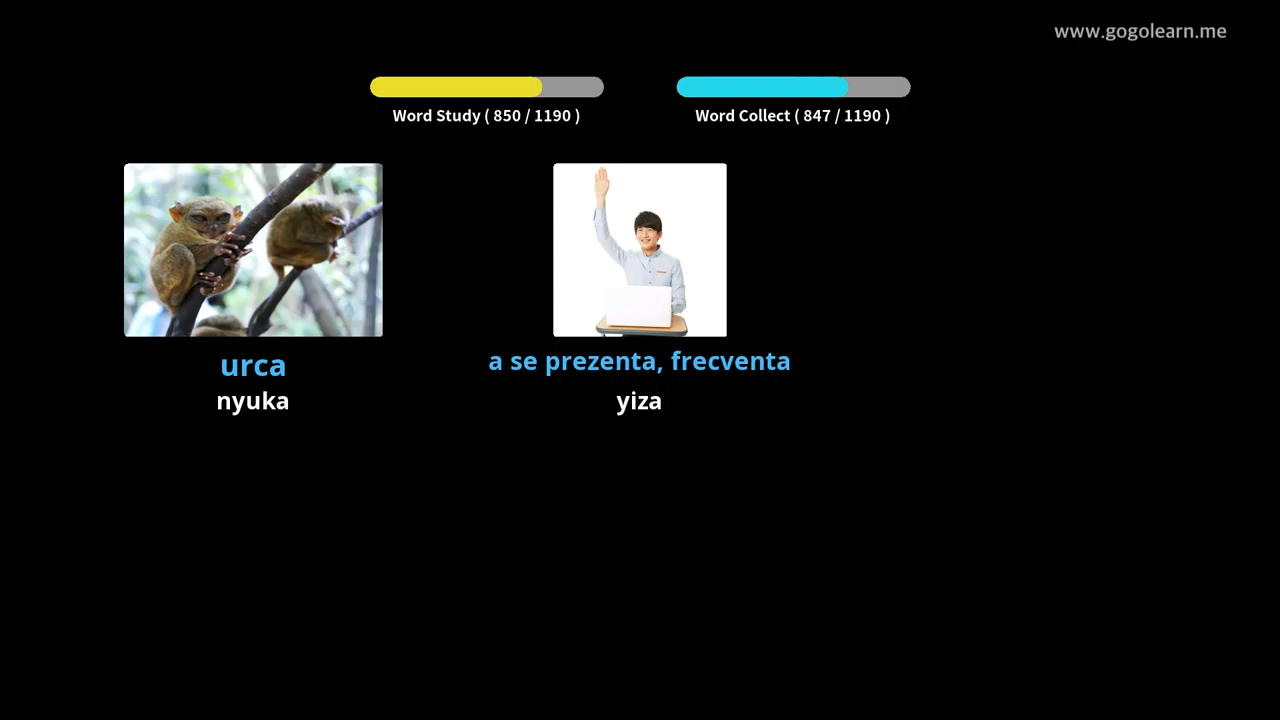 www.gogolearn.me
Word Study ( 850 / 1190 )
Word Collect ( 847 / 1190 )
urca
nyuka
a se prezenta, frecventa
yiza